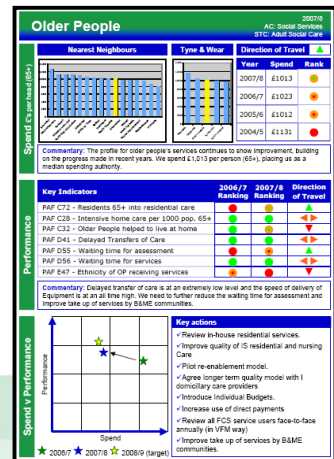 Older People
2007/8
AC: Social Services
STC: Adult Social Care
Spend £'s per head (65+)
Nearest Neighbours
Tyne & Wear
Direction of Travel
Year Spend Rank
2007/8 £1013
2006/7 £1023
2005/6 £1012
2004/5 £1131
Commentary: The profile for older people's services continues to show improvement, building
on the progress made in recent years. We spend £1,013 per person (65+), placing us as a
median spending authority.
Performance
Key Indicators
2006/7 Ranking
2007/8 Ranking
Direction of Travel
PAF C72 - Residents 65+ into residential care
PAF C28 - Intensive home care per 1000 pop. 65+
PAF C32 - Older People helped to live at home
PAF D41 - Delayed Transfers of Care
PAF D55 - Waiting time for assessment
PAF D56 - Waiting time for services
PAF E47 - Ethnicity of OP receiving services
Commentary: Delayed transfer of care is at an extremely low level and the speed of delivery of
Equipment is at an all time high. We need to further reduce the waiting time for assessment and
improve take up of services by B&ME communities.
Spend v Performance
Performance
Spend
2006/7 2007/8 2008/9 (target)
Key actions
✓Review in-house residential services.
✓Improve quality of IS residential and nursing
Care
✓Pilot re-enablement model.
✓Agree longer term quality model with I
domiciliary care providers
✓Introduce Individual Budgets.
✓Increase use of direct payments
✓Review all FCS service users face-to-face
annually (in VFM way)
✓Improve take up of services by B&ME
communities.